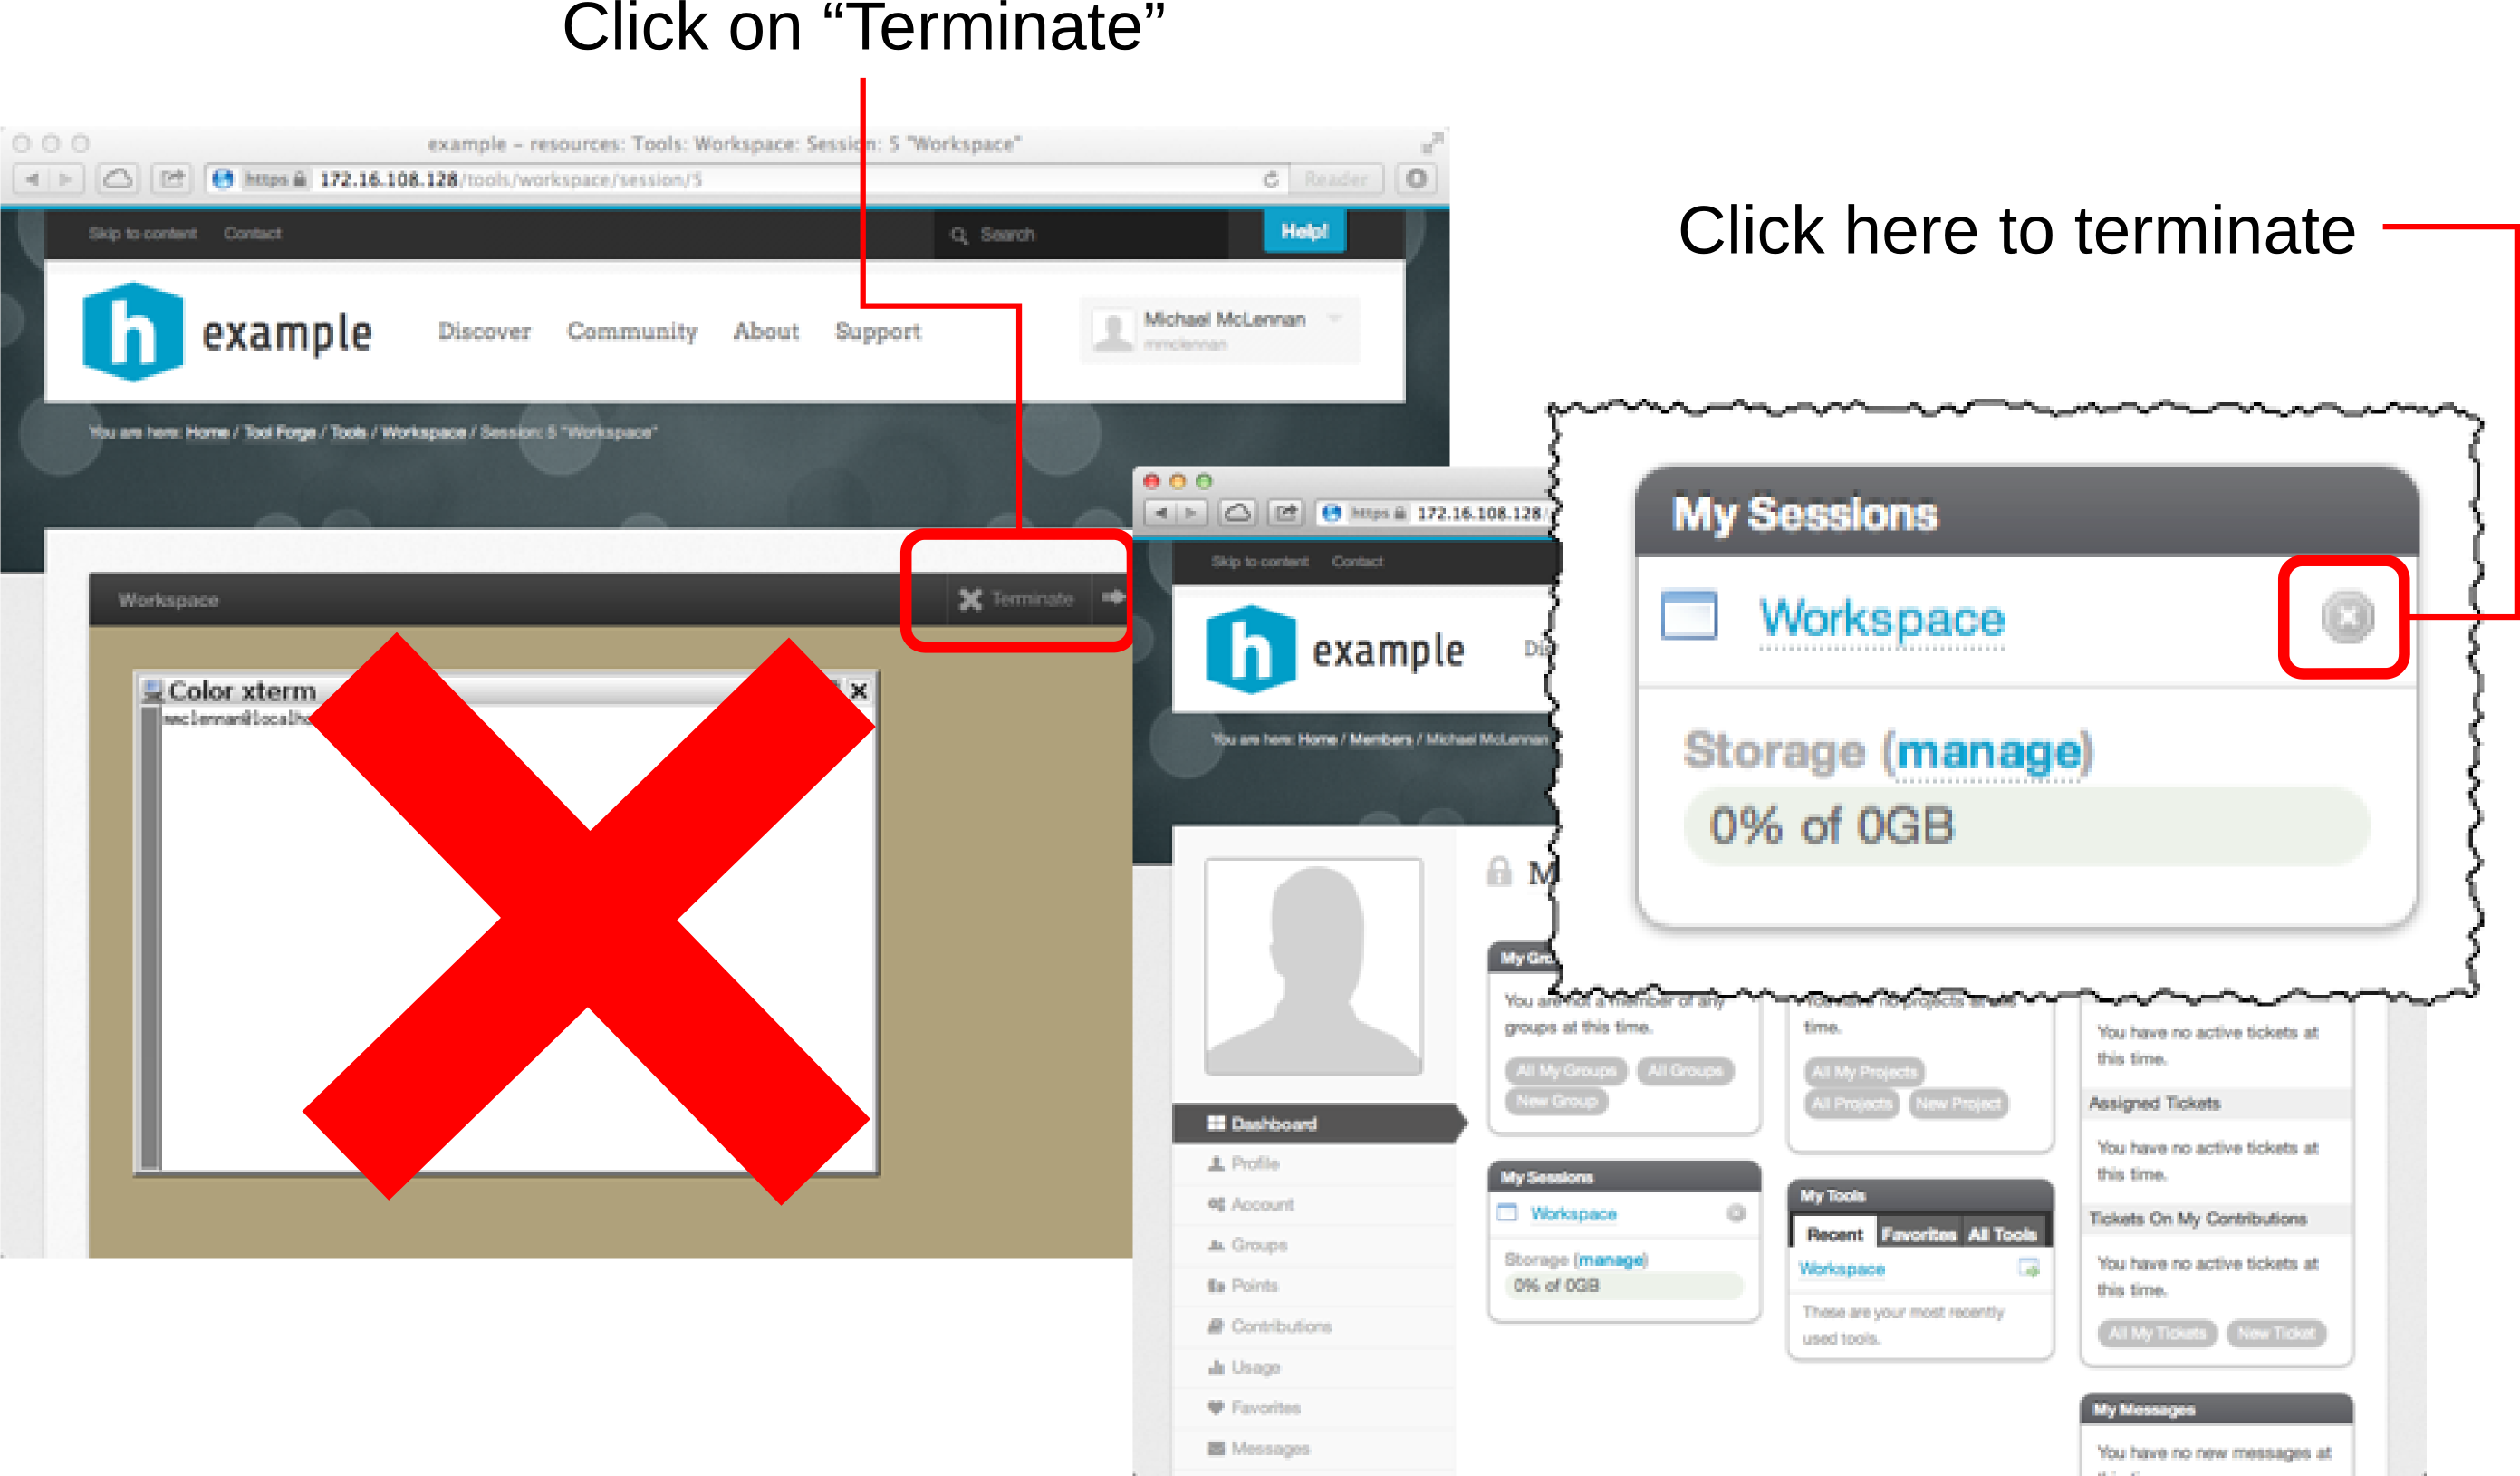 Click on “Terminate”
example – resources: Tools: Workspace: Session: 5 "Workspace"
https 172.16.108.128/tools/workspace/session/5
Reader
Skip to content Contact
Search
Help!
example
Discover Community About Support
Michael McLennan
mmclennan
You are here: Home / Tool Forge / Tools / Workspace / Session: 5 "Workspace"
Workspace
Terminate
Color xterm
Click here to terminate
My Sessions
Workspace
Storage (manage)
0% of 0GB
https 172.16.108.128/
Skip to content Contact
example
You are here: Home / Members / Michael McLennan
My
You are not a member of any
groups at this time.
All My Groups All Groups
New Group
You have no projects at
time.
All My Projects
All Projects New Project
You have no active tickets at
this time.
Assigned Tickets
You have no active tickets at
this time.
Tickets On My Contributions
You have no active tickets at
this time.
All My Tickets New Ticket
Dashboard
Profile
Account
Groups
Points
Contributions
Usage
Favorites
Messages
My Sessions
Workspace
Storage (manage)
0% of 0GB
My Tools
Recent Favorites All Tools
Workspace
These are your most recently
used tools.
My Messages
You have no new messages at